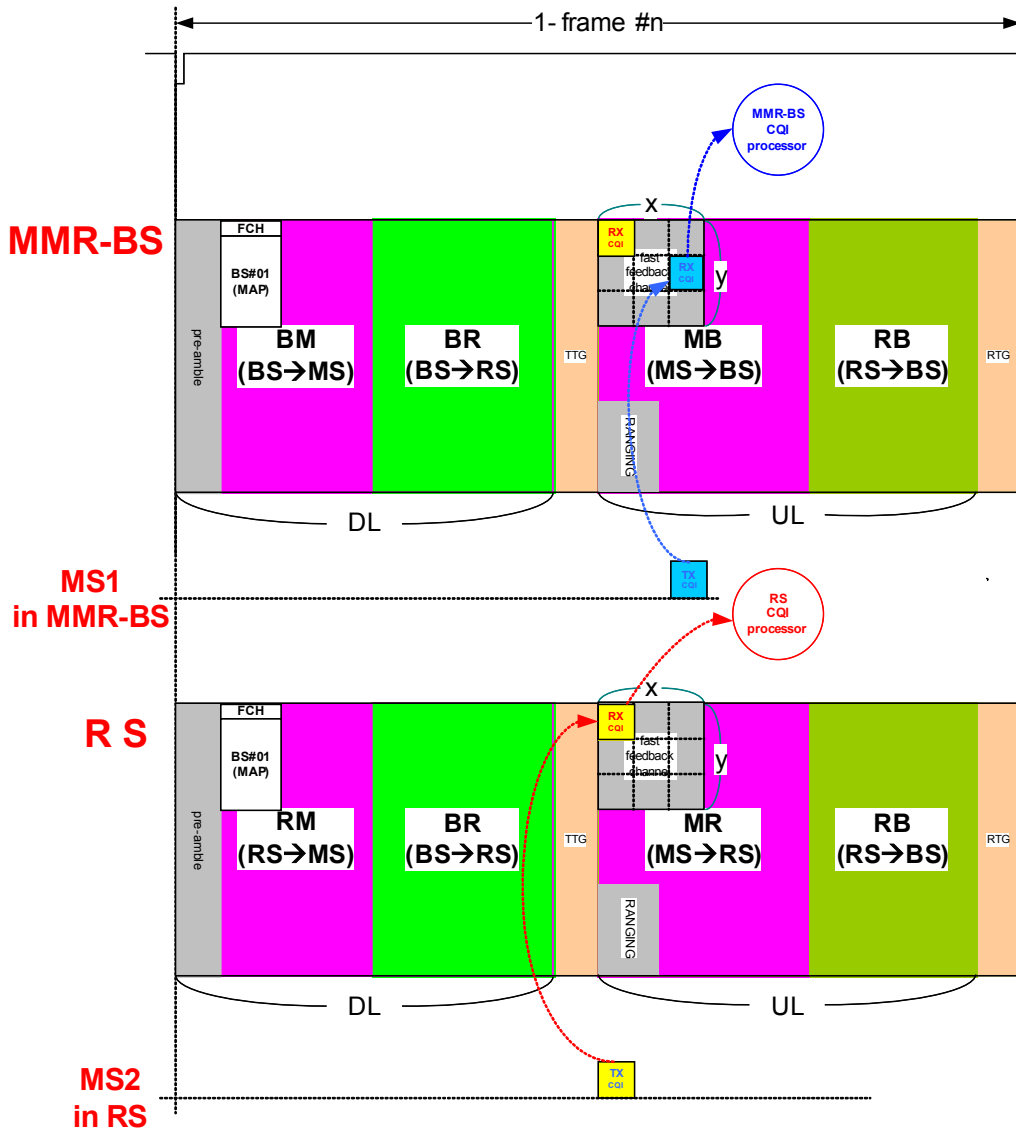 1- frame #n
MMR-BS
CQI
processor
x
MMR-BS
FCH
BS#01
(MAP)
RX
CQI
fast
feedback
channel
RX
CQI
y
pre-amble
BM
(BS→MS)
BR
(BS→RS)
TTG
MB
(MS→BS)
RB
(RS→BS)
RTG
RANGING
DL
UL
MS1
in MMR-BS
TX
CQI
RS
CQI
processor
x
R S
FCH
BS#01
(MAP)
RX
CQI
fast
feedback
channel
y
pre-amble
RM
(RS→MS)
BR
(BS→RS)
TTG
MR
(MS→RS)
RB
(RS→BS)
RTG
RANGING
DL
UL
MS2
in RS
TX
CQI